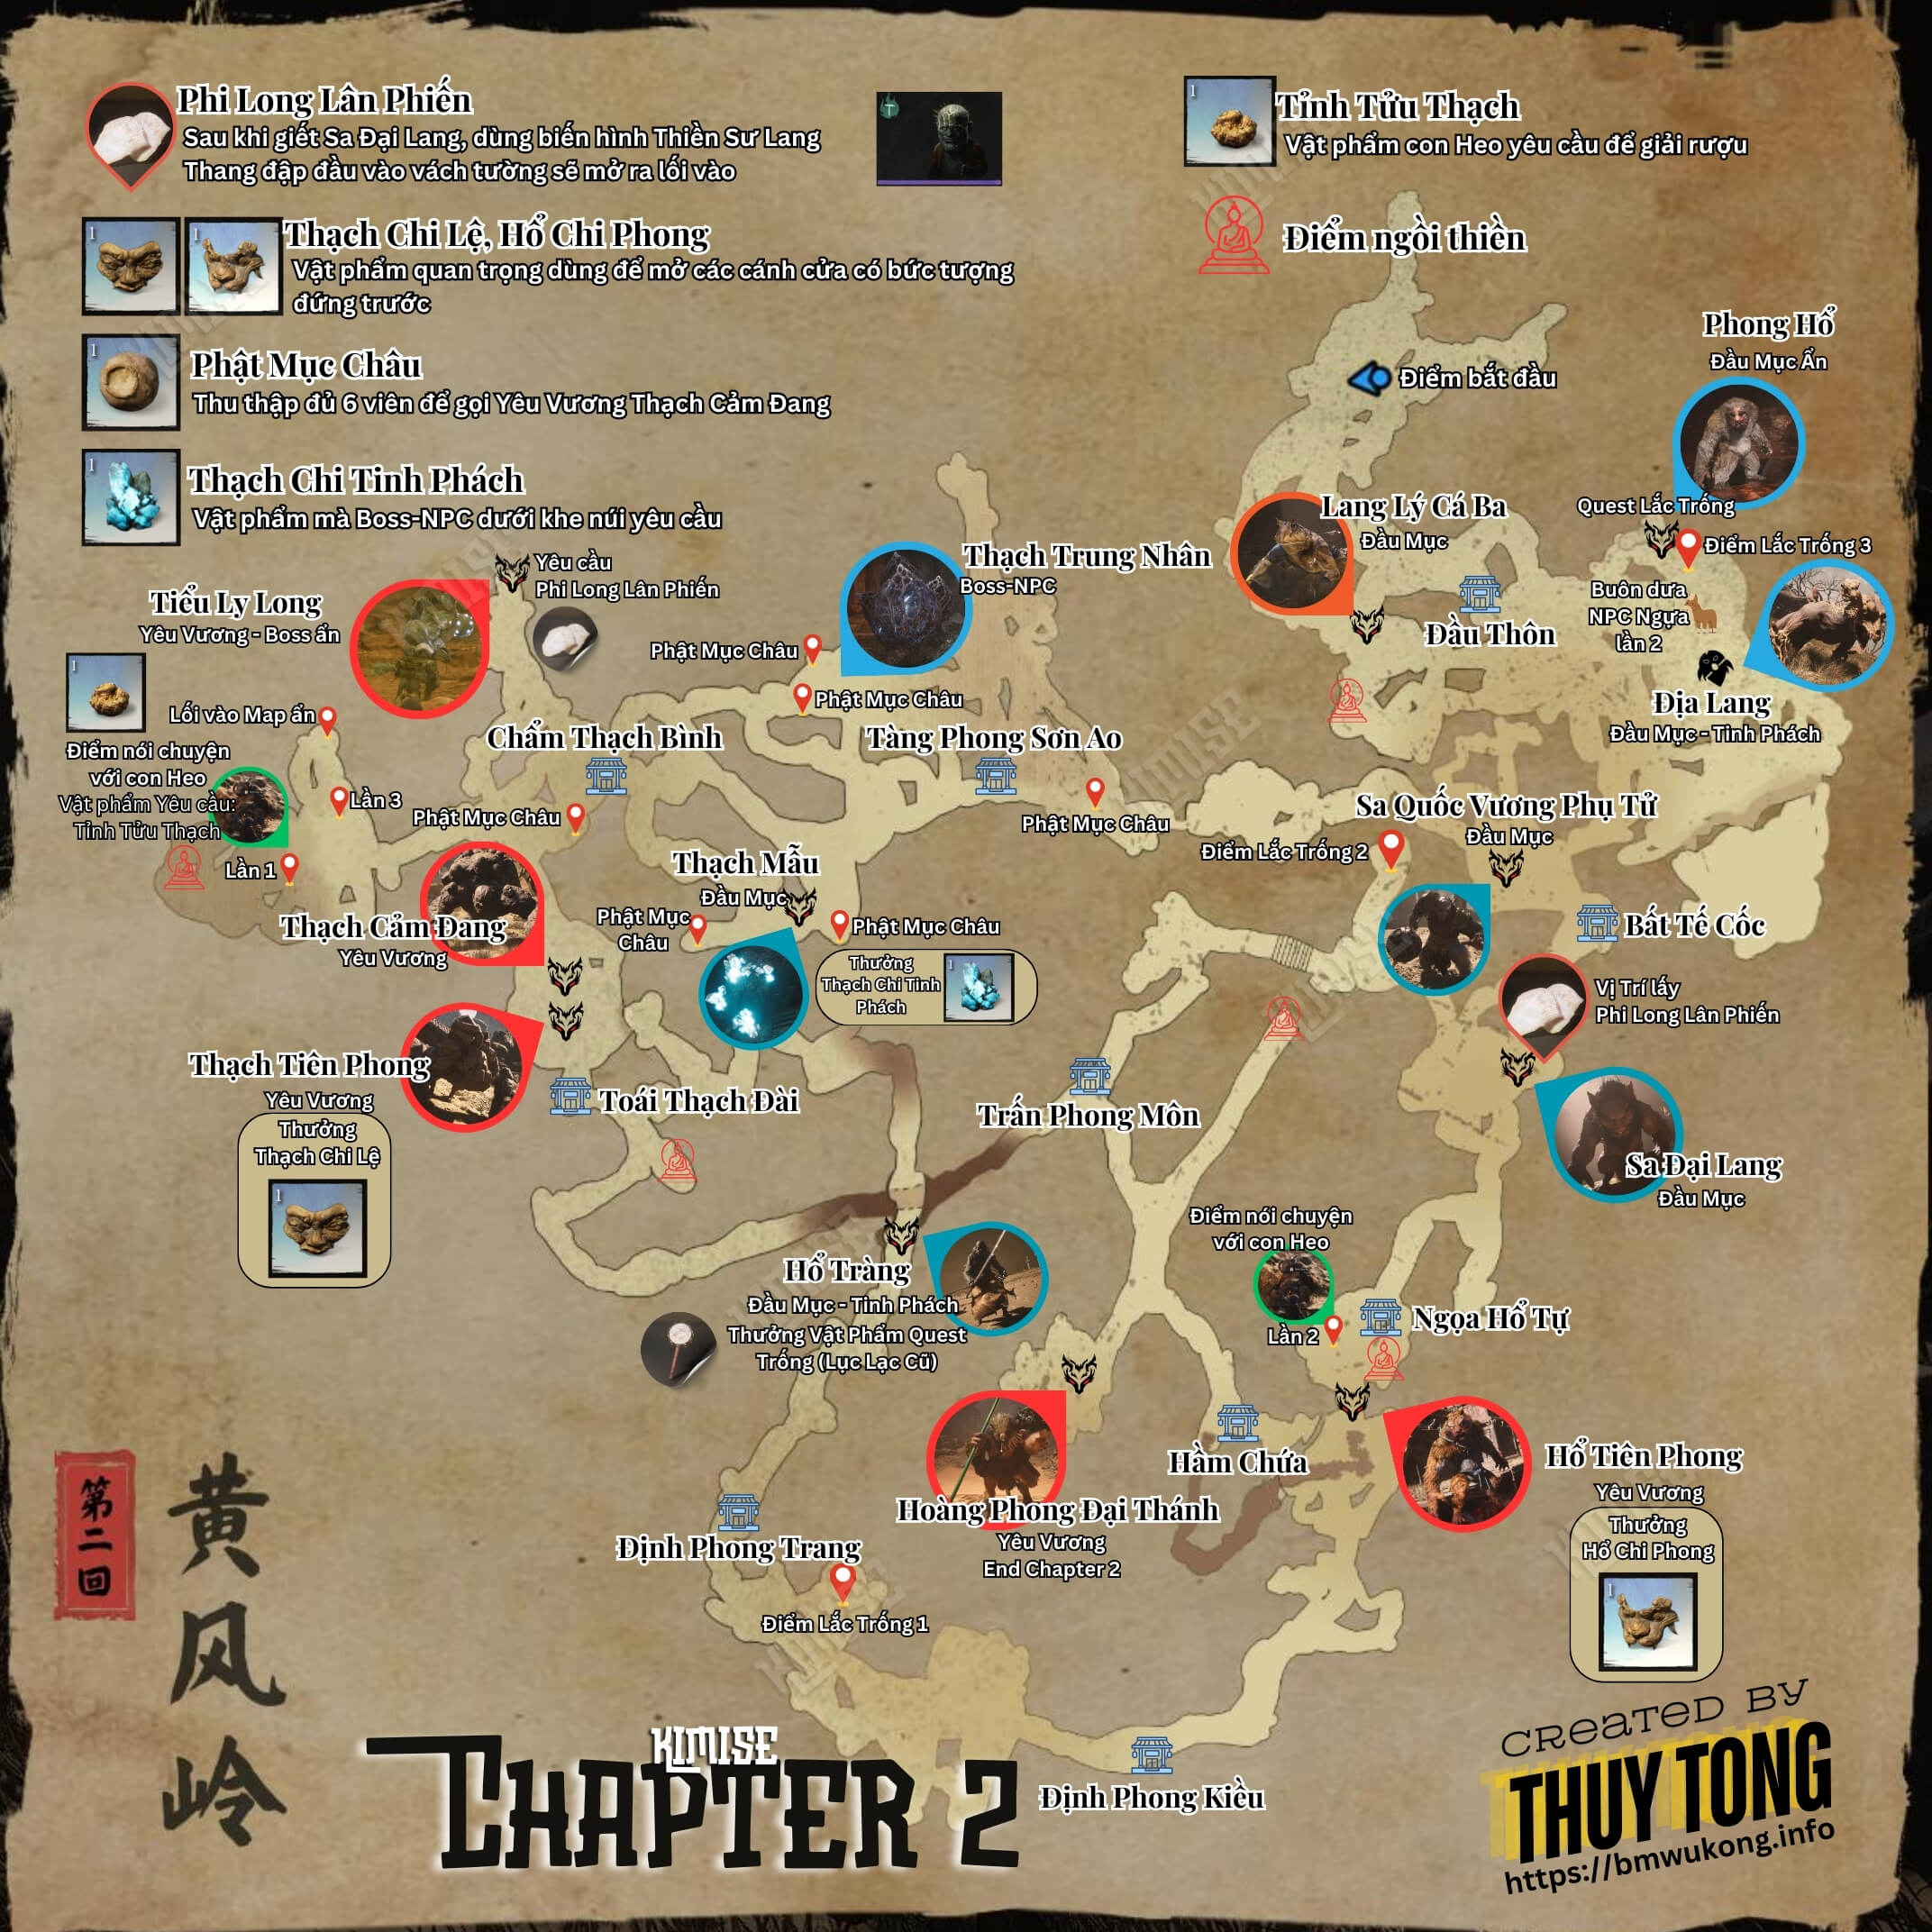 Phi Long Lân Phiến
Sau khi giết Sa Đại Lang, dùng biến hình Thiền Sư Lang
Thang đập đầu vào vách tường sẽ mở ra lối vào
Tỉnh Tửu Thạch
Vật phẩm con Heo yêu cầu để giải rượu
Thạch Chi Lệ, Hổ Chi Phong
Vật phẩm quan trọng dùng để mở các cánh cửa có bức tượng
đứng trước
Điểm ngồi thiền
Phật Mục Châu
Thu thập đủ 6 viên để gọi Yêu Vương Thạch Cảm Đang
Thạch Chi Tinh Phách
Vật phẩm mà Boss-NPC dưới khe núi yêu cầu
Điểm bắt đầu
Phong Hổ
Đầu Mục Ẩn
Quest Lắc Trống
Điểm Lắc Trống 3
Lang Lý Cá Ba
Đầu Mục
Đầu Thôn
Buôn dưa
NPC Ngựa
lần 2
Địa Lang
Đầu Mục - Tinh Phách
Yêu cầu
Phi Long Lân Phiến
Tiểu Ly Long
Yêu Vương - Boss ẩn
Thạch Trung Nhân
Boss-NPC
Phật Mục Châu
Phật Mục Châu
Lối vào Map ẩn
Điểm nói chuyện
với con Heo
Vật phẩm Yêu cầu:
Tỉnh Tửu Thạch
Lần 3
Lần 1
Chẩm Thạch Bình
Phật Mục Châu
Tàng Phong Sơn Ao
Phật Mục Châu
Sa Quốc Vương Phụ Tử
Đầu Mục
Điểm Lắc Trống 2
Bất Tế Cốc
Thạch Mẫu
Đầu Mục
Phật Mục
Châu
Phật Mục Châu
Thưởng
Thạch Chi Tinh
Phách
Thạch Cảm Đang
Yêu Vương
Vị Trí lấy
Phi Long Lân Phiến
Thạch Tiên Phong
Yêu Vương
Thưởng
Thạch Chi Lệ
Toái Thạch Đài
Trấn Phong Môn
Sa Đại Lang
Đầu Mục
Điểm nói chuyện
với con Heo
Lần 2
Ngọa Hổ Tự
Hổ Tràng
Đầu Mục - Tinh Phách
Thưởng Vật Phẩm Quest
Trống (Lục Lạc Cũ)
Hầm Chứa
Hổ Tiên Phong
Yêu Vương
Thưởng
Hổ Chi Phong
Hoàng Phong Đại Thánh
Yêu Vương
End Chapter 2
Định Phong Trang
Điểm Lắc Trống 1
Định Phong Kiều
第二回
黄风岭
KIMISE
CHAPTER 2
CREATED BY
THUY TONG
https://bmwukong.info